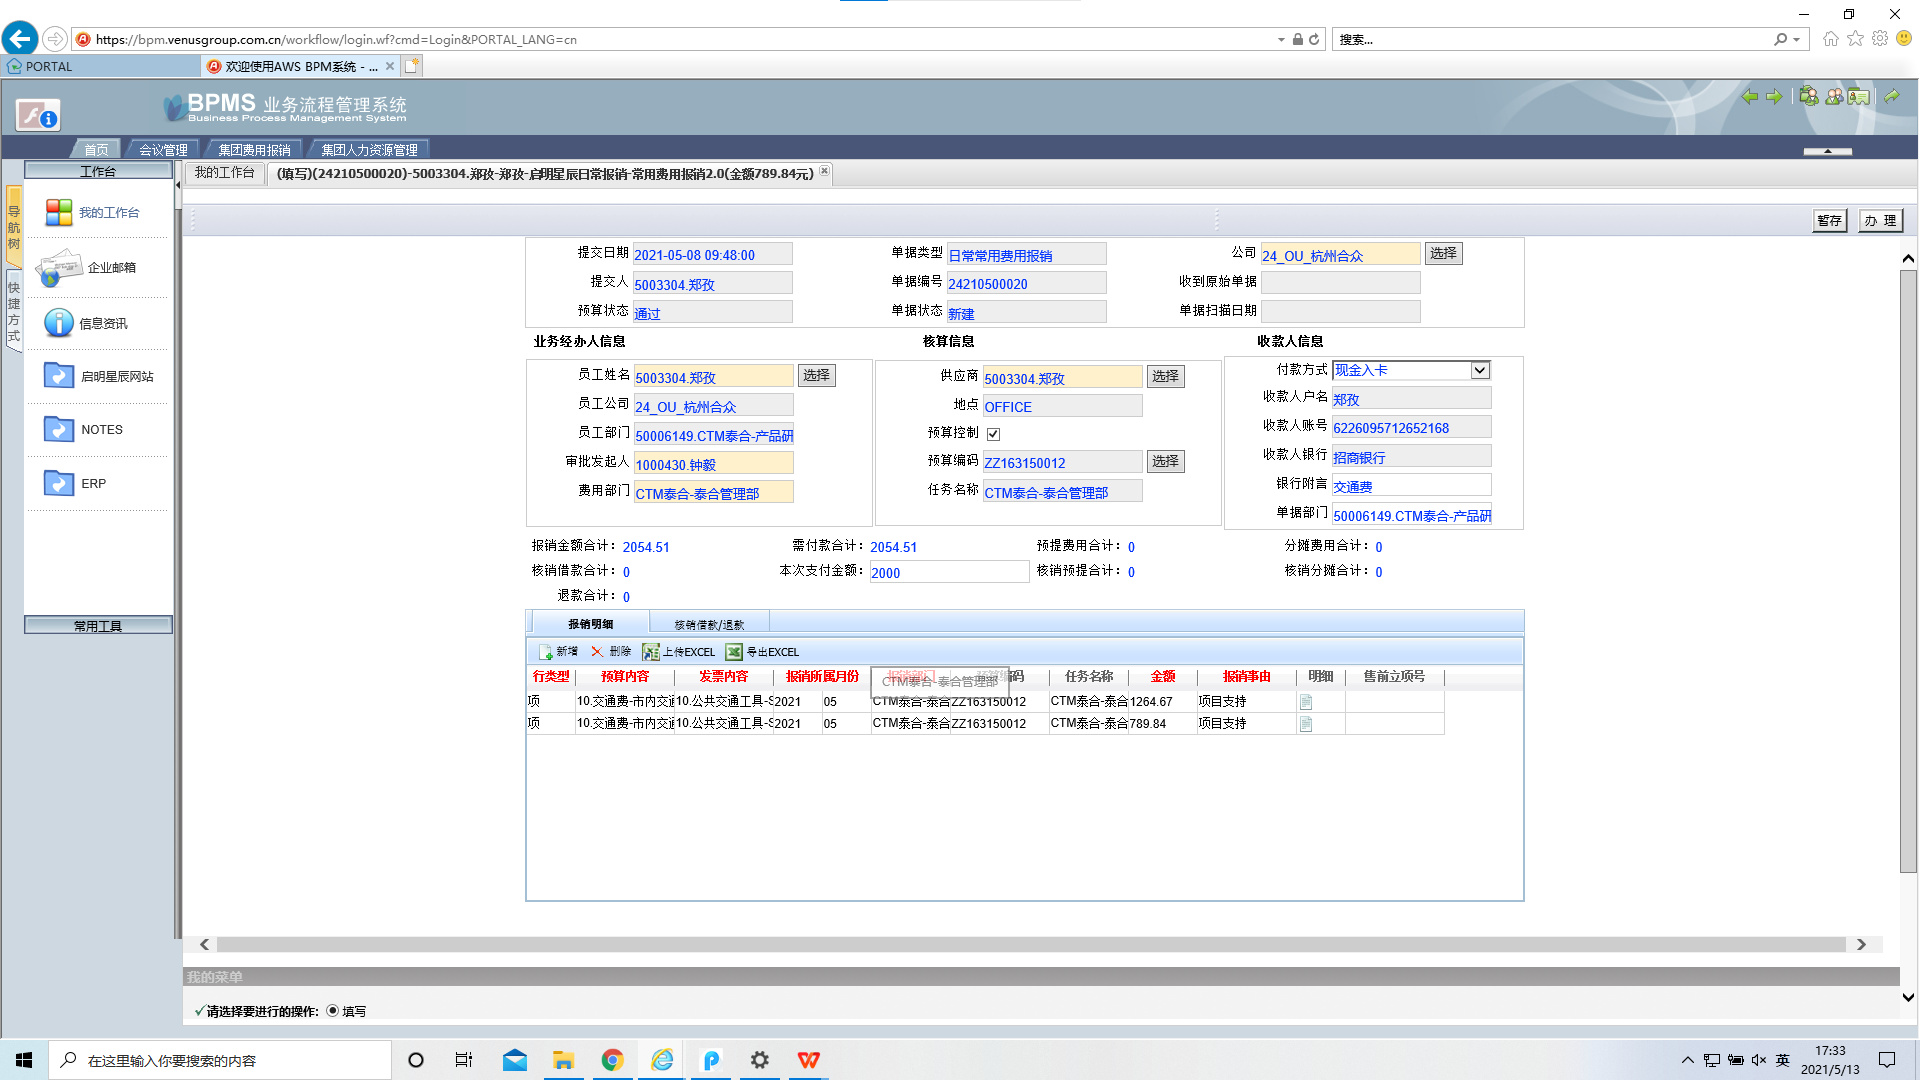 https://bpm.venusgroup.com.cn/workflow/login.wf?cmd=Login&PORTAL_LANG=cn
搜索...
PORTAL
欢迎使用AWS BPM系统 - ...
BPMS 业务流程管理系统
Business Process Management System
首页 会议管理 集团费用报销 集团人力资源管理
工作台
我的工作台 (填写)(24210500020)-5003304.郑孜-郑孜-启明星辰日常报销-常用费用报销2.0(金额789.84元)
导航树
快捷方式
我的工作台
企业邮箱
信息资讯
启明星辰网站
NOTES
ERP
常用工具
暂存 办 理
提交日期 2021-05-08 09:48:00 单据类型 日常常用费用报销 公司 24_OU_杭州合众 选择
提交人 5003304.郑孜 单据编号 24210500020 收到原始单据
预算状态 通过 单据状态 新建 单据扫描日期
业务经办人信息 核算信息 收款人信息
员工姓名 5003304.郑孜 选择
员工公司 24_OU_杭州合众
员工部门 50006149.CTM泰合-产品研
审批发起人 1000430.钟毅
费用部门 CTM泰合-泰合管理部
供应商 5003304.郑孜 选择
地点 OFFICE
预算控制
预算编码 ZZ163150012 选择
任务名称 CTM泰合-泰合管理部
付款方式 现金入卡
收款人户名 郑孜
收款人账号 6226095712652168
收款人银行 招商银行
银行附言 交通费
单据部门 50006149.CTM泰合-产品研
报销金额合计： 2054.51 需付款合计： 2054.51 预提费用合计： 0 分摊费用合计： 0
核销借款合计： 0 本次支付金额： 2000 核销预提合计： 0 核销分摊合计： 0
退款合计： 0
报销明细 核销借款/退款
新增 删除 上传EXCEL 导出EXCEL
行类型 预算内容 发票内容 报销所属月份 报销部门 预算编码 任务名称 金额 报销事由 明细 售前立项号
CTM泰合-泰合管理部
项 10.交通费-市内交通 10.公共交通工具-S 2021 05 CTM泰合-泰合 ZZ163150012 CTM泰合-泰合 1264.67 项目支持
项 10.交通费-市内交通 10.公共交通工具-S 2021 05 CTM泰合-泰合 ZZ163150012 CTM泰合-泰合 789.84 项目支持
我的菜单
请选择要进行的操作: 填写
在这里输入你要搜索的内容
英
17:33
2021/5/13